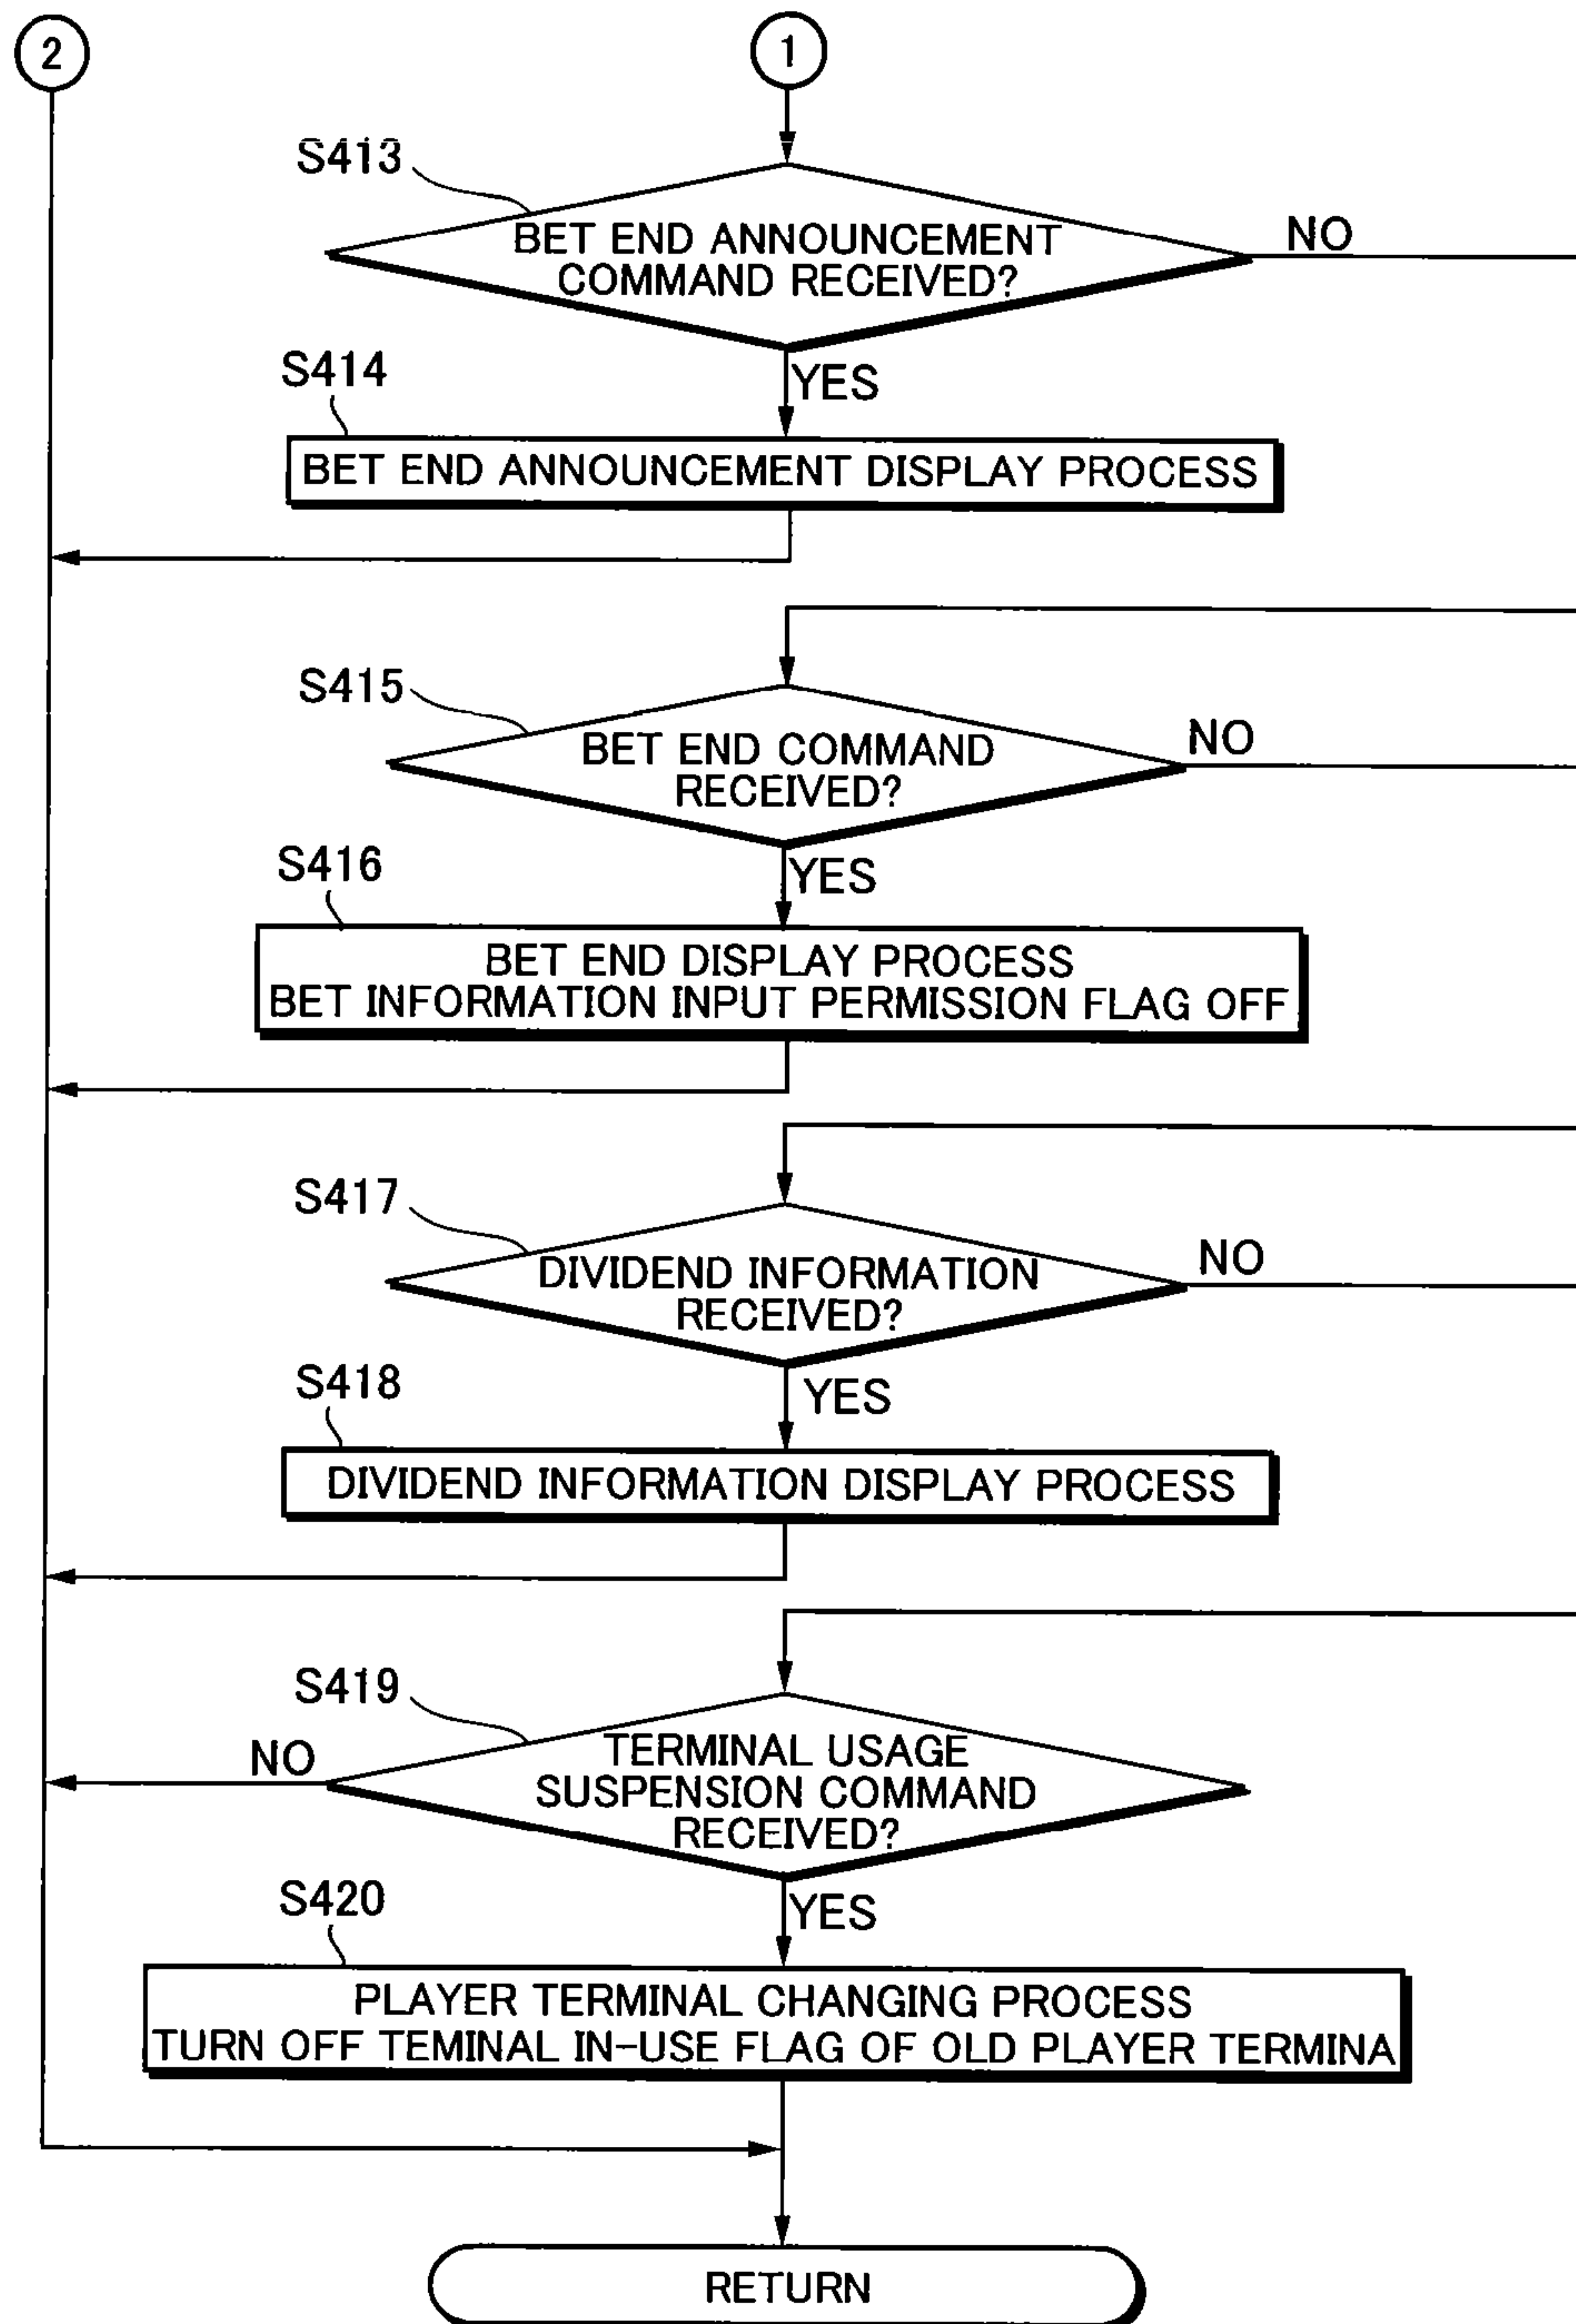 2
1
S413
BET END ANNOUNCEMENT
COMMAND RECEIVED?
NO
YES
S414
BET END ANNOUNCEMENT DISPLAY PROCESS
S415
BET END COMMAND
RECEIVED?
NO
YES
S416
BET END DISPLAY PROCESS
BET INFORMATION INPUT PERMISSION FLAG OFF
S417
DIVIDEND INFORMATION
RECEIVED?
NO
YES
S418
DIVIDEND INFORMATION DISPLAY PROCESS
S419
NO
TERMINAL USAGE
SUSPENSION COMMAND
RECEIVED?
YES
S420
PLAYER TERMINAL CHANGING PROCESS
TURN OFF TEMINAL IN-USE FLAG OF OLD PLAYER TERMINA
RETURN